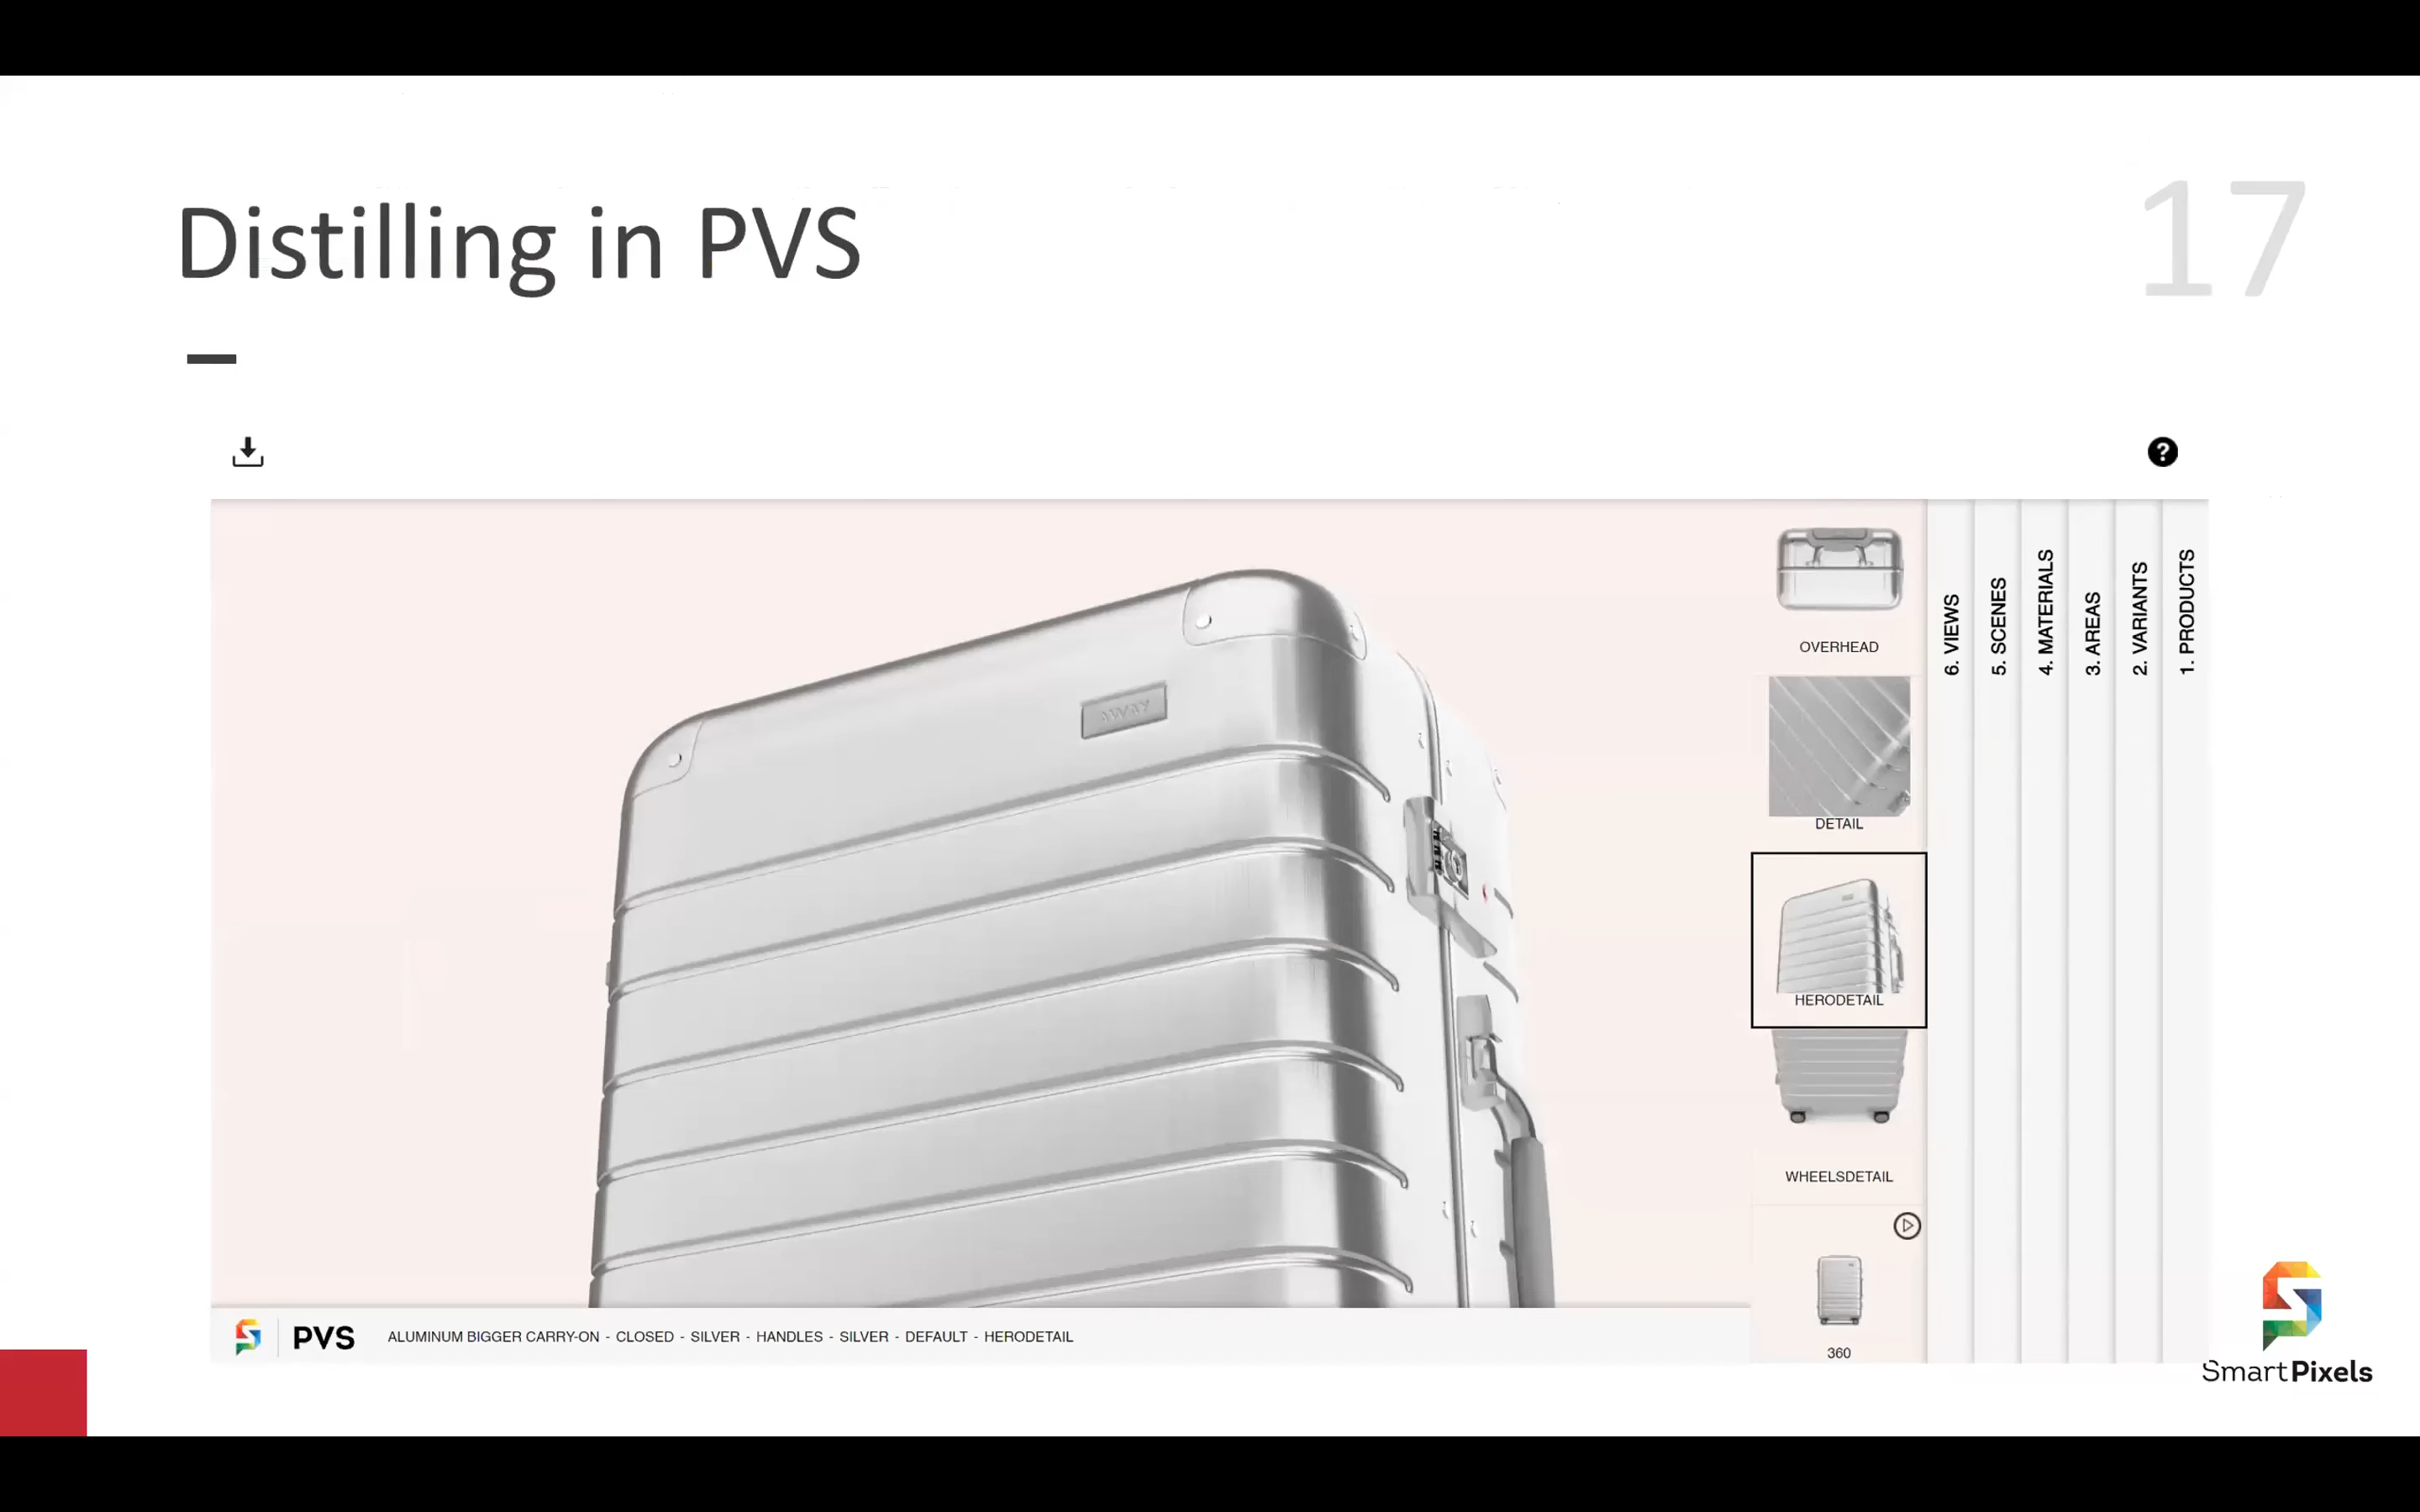 Distilling in PVS
17
?
AWAY
OVERHEAD
DETAIL
HERODETAIL
WHEELSDETAIL
360
6. VIEWS
5. SCENES
4. MATERIALS
3. AREAS
2. VARIANTS
1. PRODUCTS
PVS
ALUMINUM BIGGER CARRY-ON - CLOSED - SILVER - HANDLES - SILVER - DEFAULT - HERODETAIL
SmartPixels